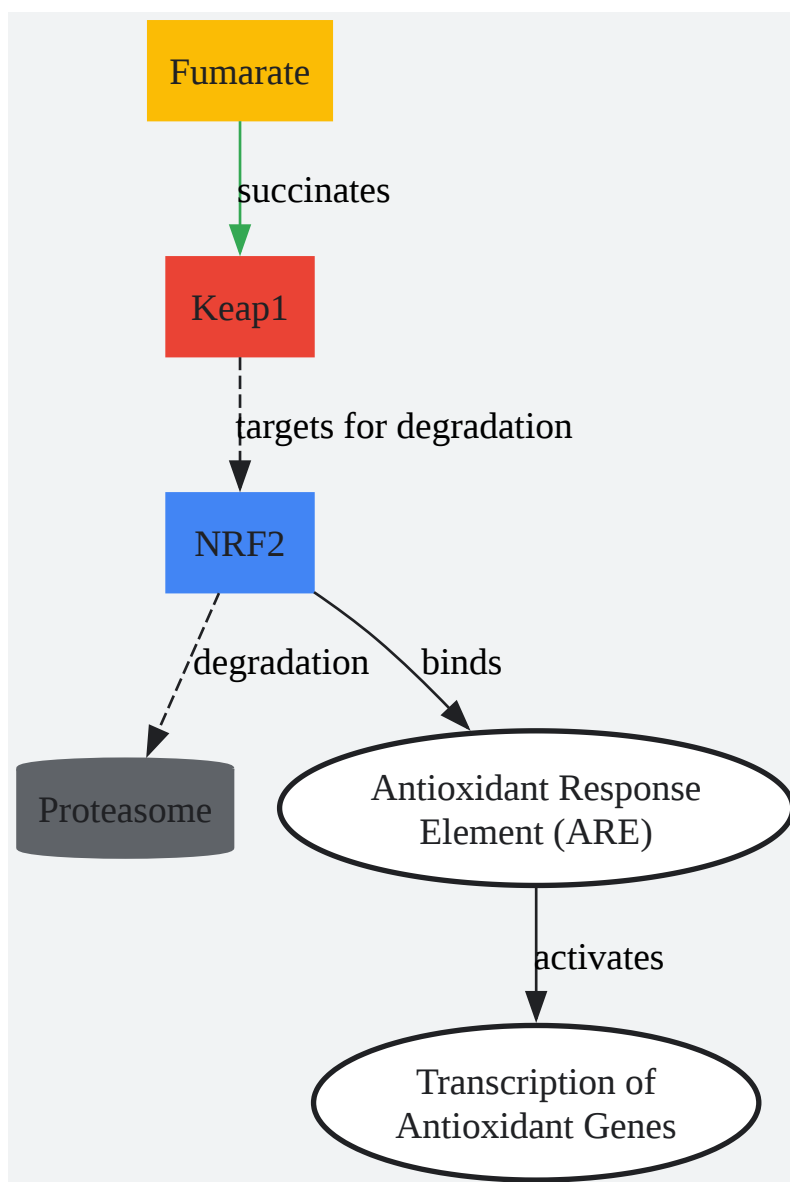 Fumarate
succinates
Keap1
targets for degradation
NRF2
degradation
binds
Proteasome
Antioxidant Response
Element (ARE)
activates
Transcription of
Antioxidant Genes